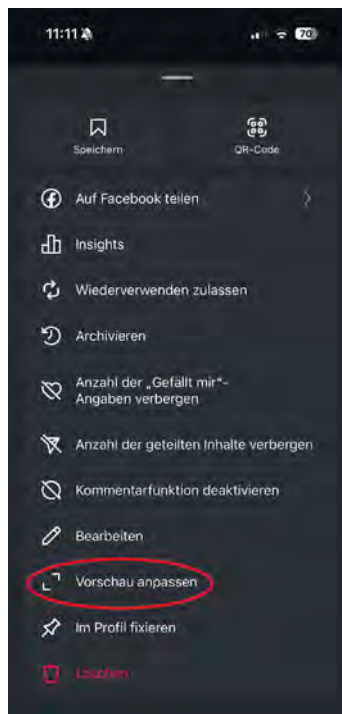 11:11
70
Speichern
QR-Code
Auf Facebook teilen
Insights
Wiederverwenden zulassen
Archivieren
Anzahl der „Gefällt mir“-
Angaben verbergen
Anzahl der geteilten Inhalte verbergen
Kommentarfunktion deaktivieren
Bearbeiten
Vorschau anpassen
Im Profil fixieren
Löschen